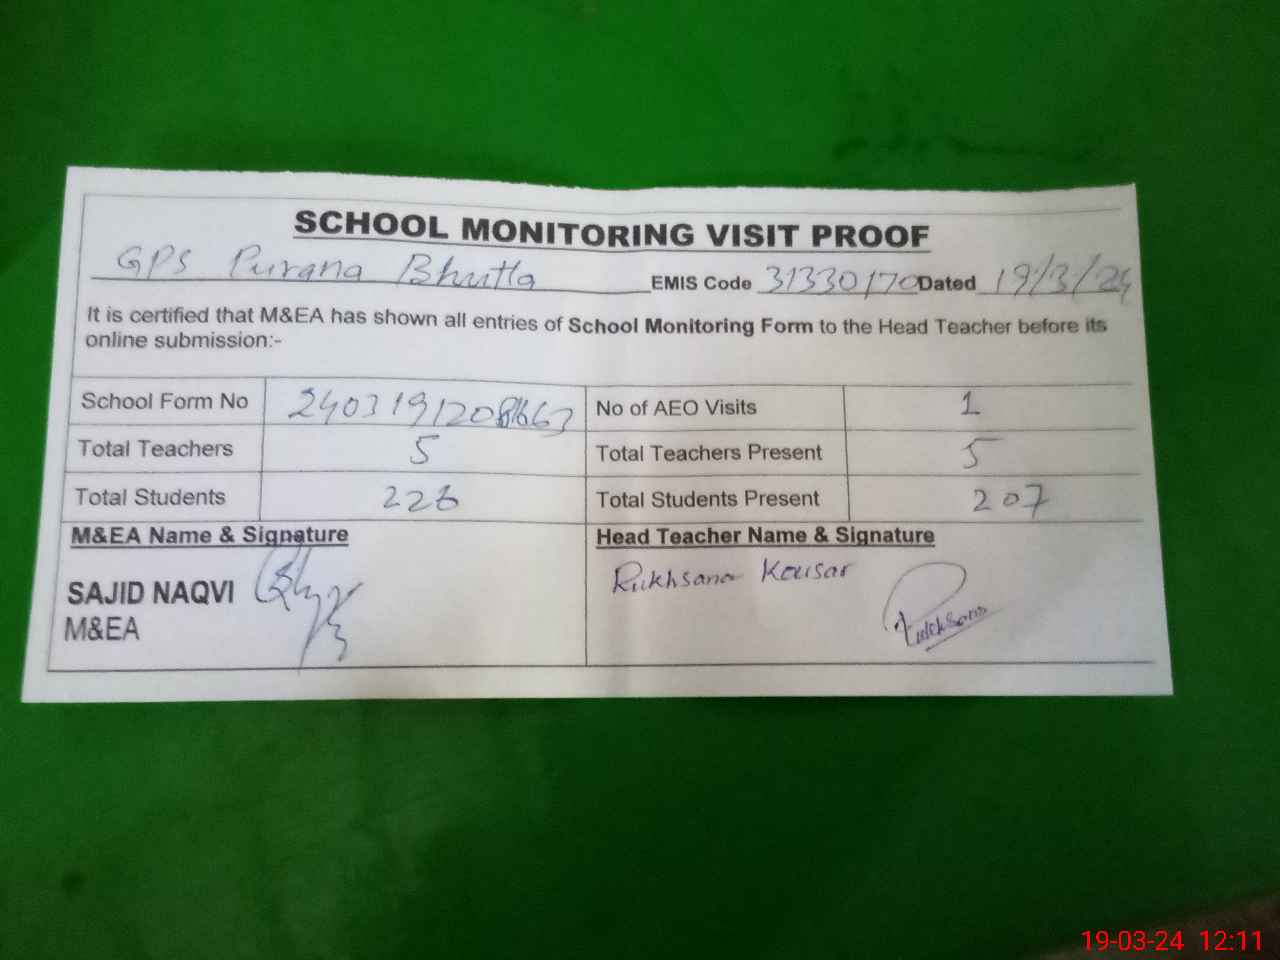 SCHOOL MONITORING VISIT PROOF
GPS Purana Bhutta EMIS Code 31330170 Dated 19/3/24
It is certified that M&EA has shown all entries of School Monitoring Form to the Head Teacher before its
online submission:-
School Form No No of AEO Visits 1
Total Teachers 5 Total Teachers Present 5
Total Students 226 Total Students Present 207
M&EA Name & Signature Head Teacher Name & Signature
SAJID NAQVI Rukhsana Kousar
M&EA Rukhsana
19-03-24 12:11